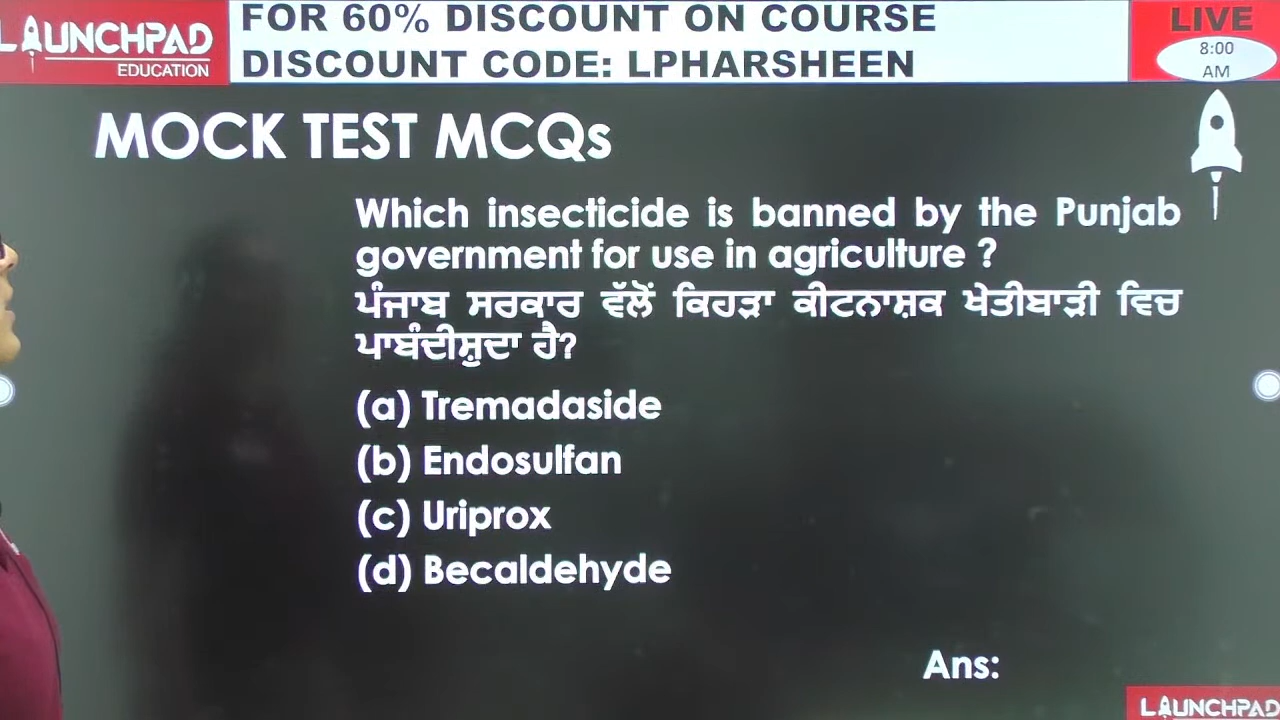 LAUNCHPAD
EDUCATION
FOR 60% DISCOUNT ON COURSE
DISCOUNT CODE: LPHARSHEEN
LIVE
8:00
AM
MOCK TEST MCQs
Which insecticide is banned by the Punjab
government for use in agriculture ?
ਪੰਜਾਬ ਸਰਕਾਰ ਵੱਲੋਂ ਕਿਹੜਾ ਕੀਟਨਾਸ਼ਕ ਖੇਤੀਬਾੜੀ ਵਿਚ
ਪਾਬੰਦੀਸ਼ੁਦਾ ਹੈ?
(a) Tremadaside
(b) Endosulfan
(c) Uriprox
(d) Becaldehyde
Ans:
LAUNCHPAD